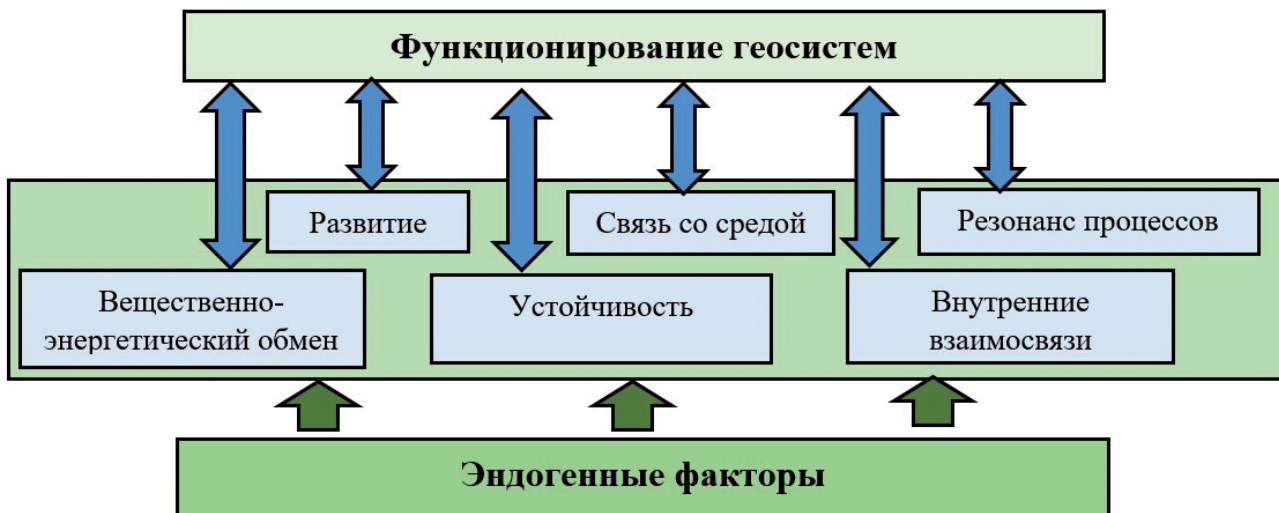 Функционирование геосистем
Развитие
Связь со средой
Резонанс процессов
Вещественно-
энергетический обмен
Устойчивость
Внутренние
взаимосвязи
Эндогенные факторы